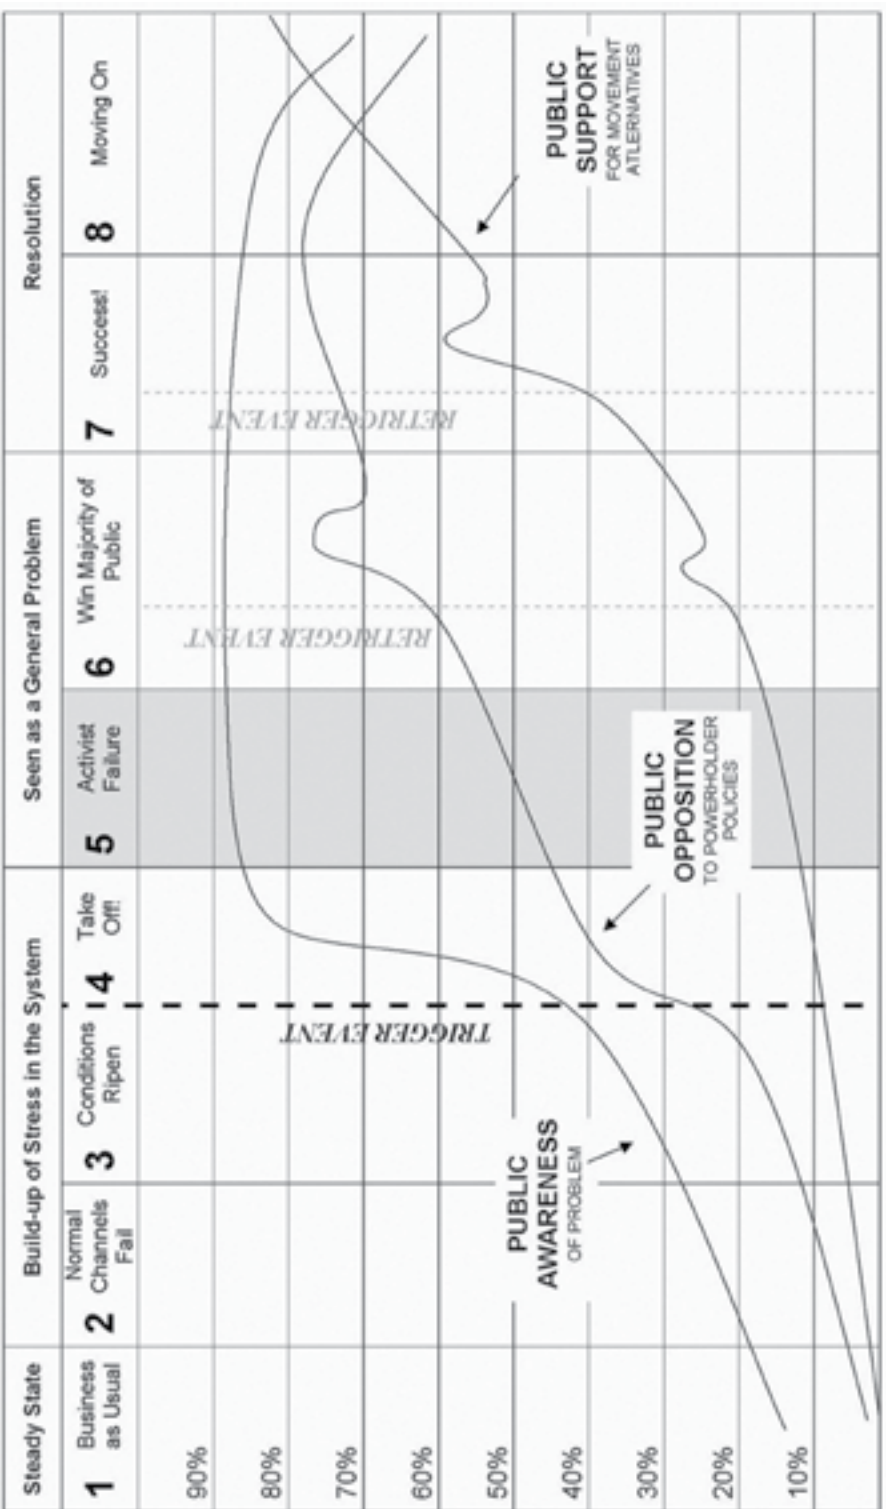 Steady State
Build-up of Stress in the System
Seen as a General Problem
Resolution
1 Business
as Usual
2 Normal
Channels
Fail
3 Conditions
Ripen
4 Take
Off!
5 Activist
Failure
6 Win Majority of
Public
7 Success!
8 Moving On
90%
80%
70%
60%
50%
40%
30%
20%
10%
PUBLIC
AWARENESS
OF PROBLEM
TRIGGER EVENT
PUBLIC
OPPOSITION
TO POWERHOLDER
POLICIES
RETRIGGER EVENT
RETRIGGER EVENT
PUBLIC
SUPPORT
FOR MOVEMENT
ATLERNATIVES